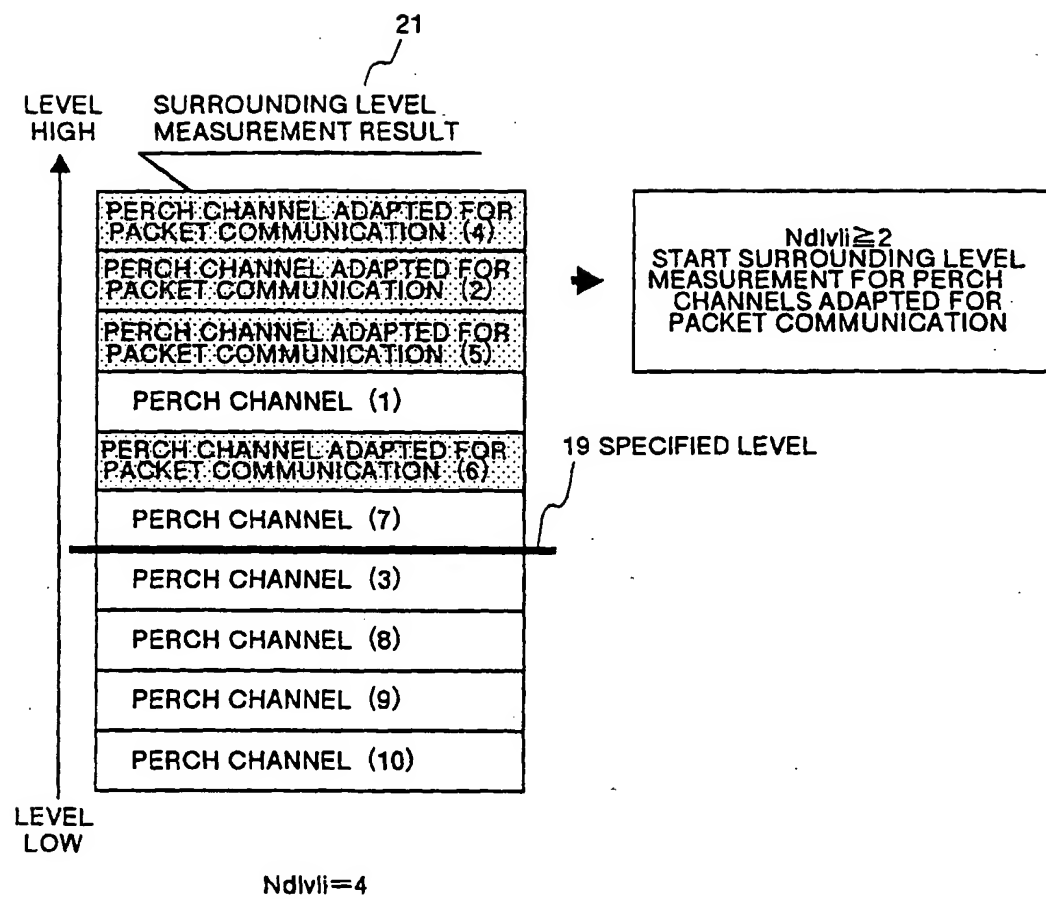 21
LEVEL
HIGH
SURROUNDING LEVEL
MEASUREMENT RESULT
PERCH CHANNEL ADAPTED FOR
PACKET COMMUNICATION (4)
PERCH CHANNEL ADAPTED FOR
PACKET COMMUNICATION (2)
PERCH CHANNEL ADAPTED FOR
PACKET COMMUNICATION (5)
PERCH CHANNEL (1)
PERCH CHANNEL ADAPTED FOR
PACKET COMMUNICATION (6)
PERCH CHANNEL (7)
PERCH CHANNEL (3)
PERCH CHANNEL (8)
PERCH CHANNEL (9)
PERCH CHANNEL (10)
LEVEL
LOW
Ndlvli=4
Ndlvli≧2
START SURROUNDING LEVEL
MEASUREMENT FOR PERCH
CHANNELS ADAPTED FOR
PACKET COMMUNICATION
19 SPECIFIED LEVEL